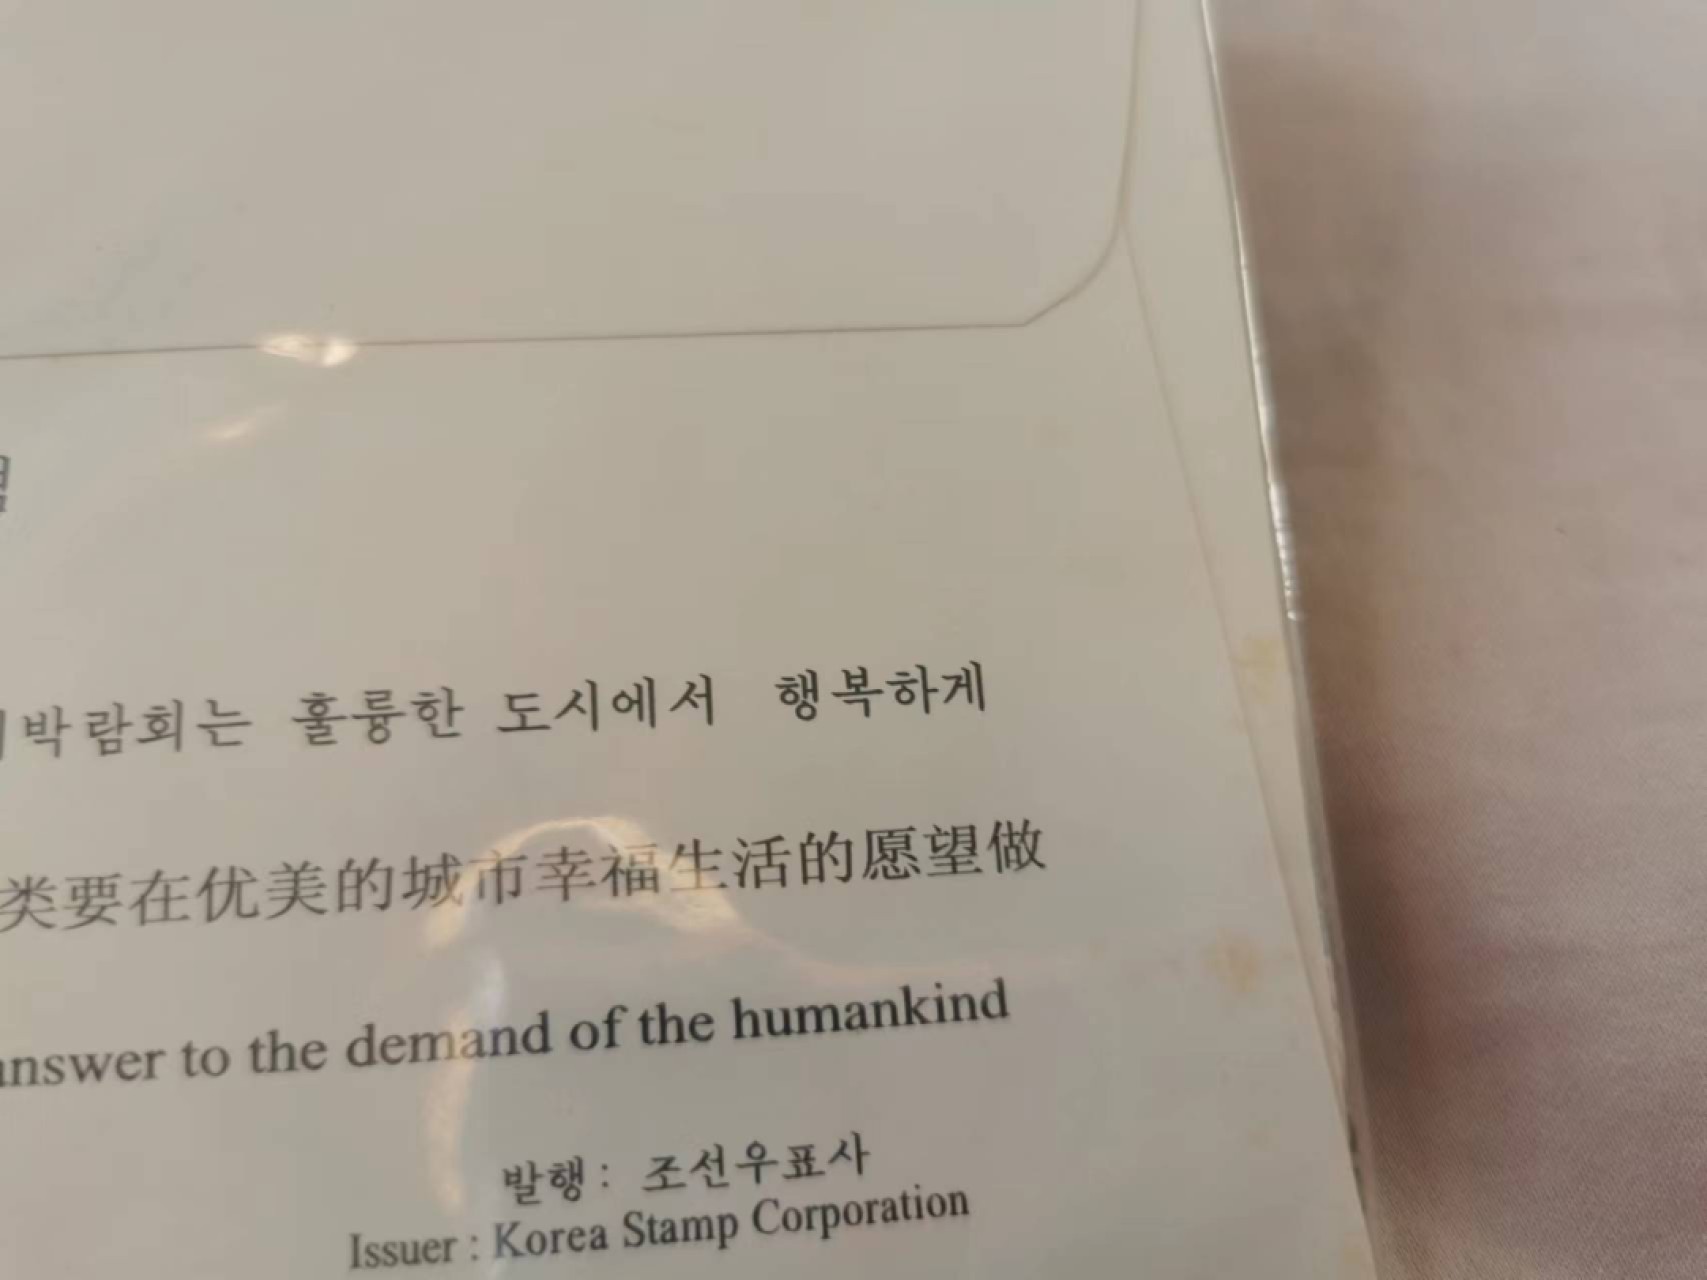 박람회는 훌륭한 도시에서 행복하게
类要在优美的城市幸福生活的愿望做
answer to the demand of the humankind
발행: 조선우표사
Issuer : Korea Stamp Corporation